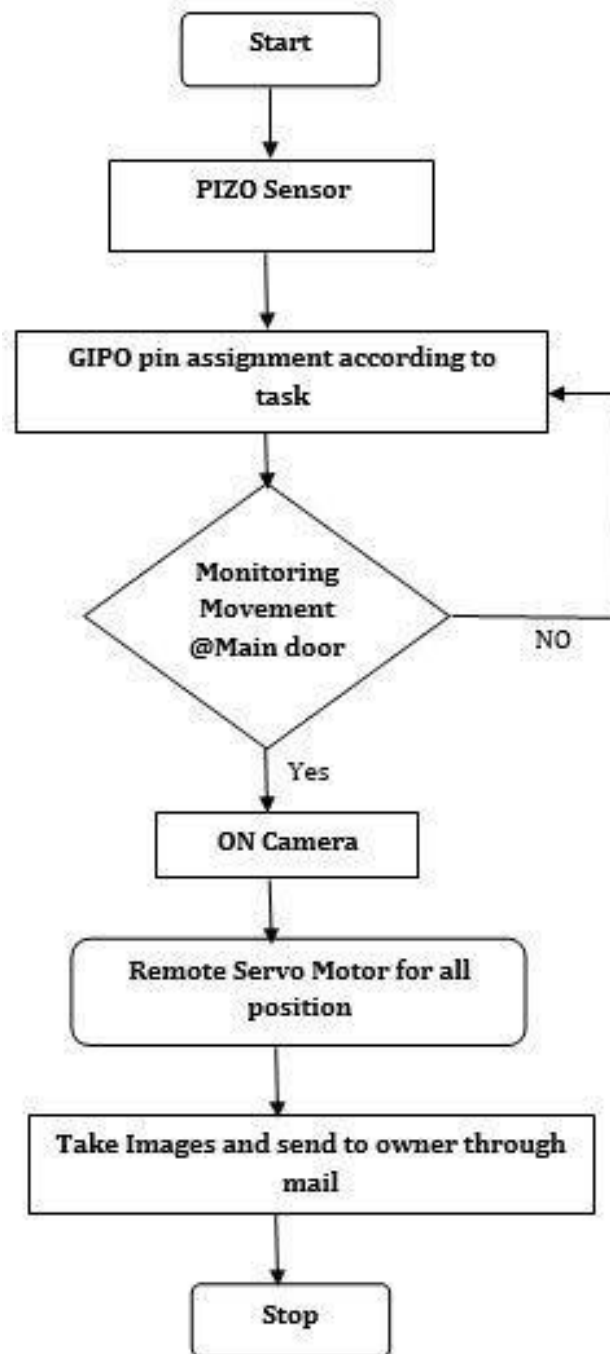 Start
PIZO Sensor
GIPO pin assignment according to
task
Monitoring
Movement
@Main door
NO
Yes
ON Camera
Remote Servo Motor for all
position
Take Images and send to owner through
mail
Stop